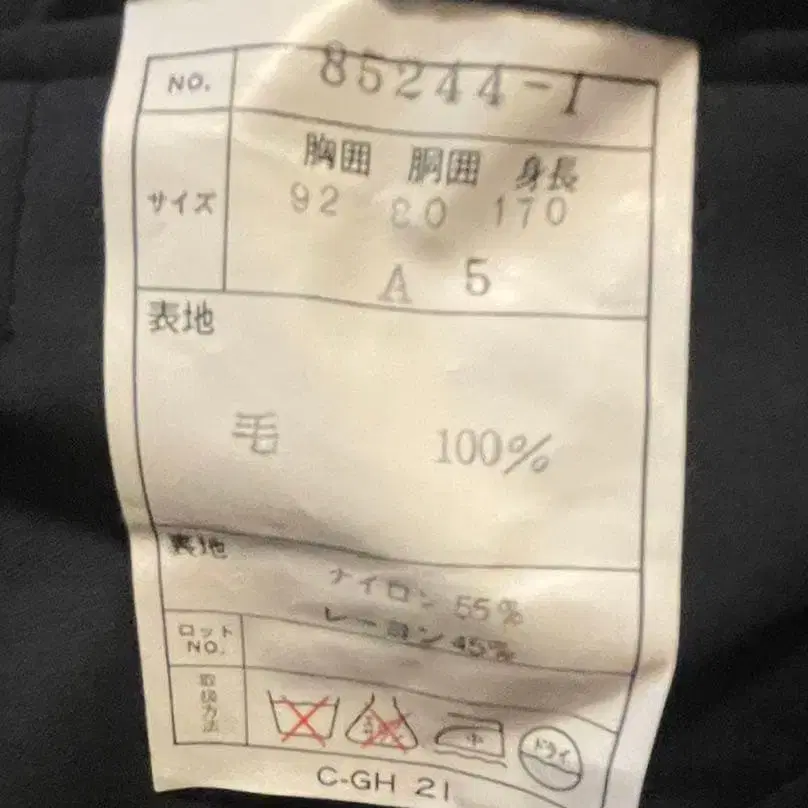 NO. 85244-1
胸囲 胴囲 身長
サイズ 92 80 170
A 5
表地
毛 100%
表地
ナイロン 55%
レーヨン 45%
ロット
NO.
取扱方法
中 ドライ
C-GH 21